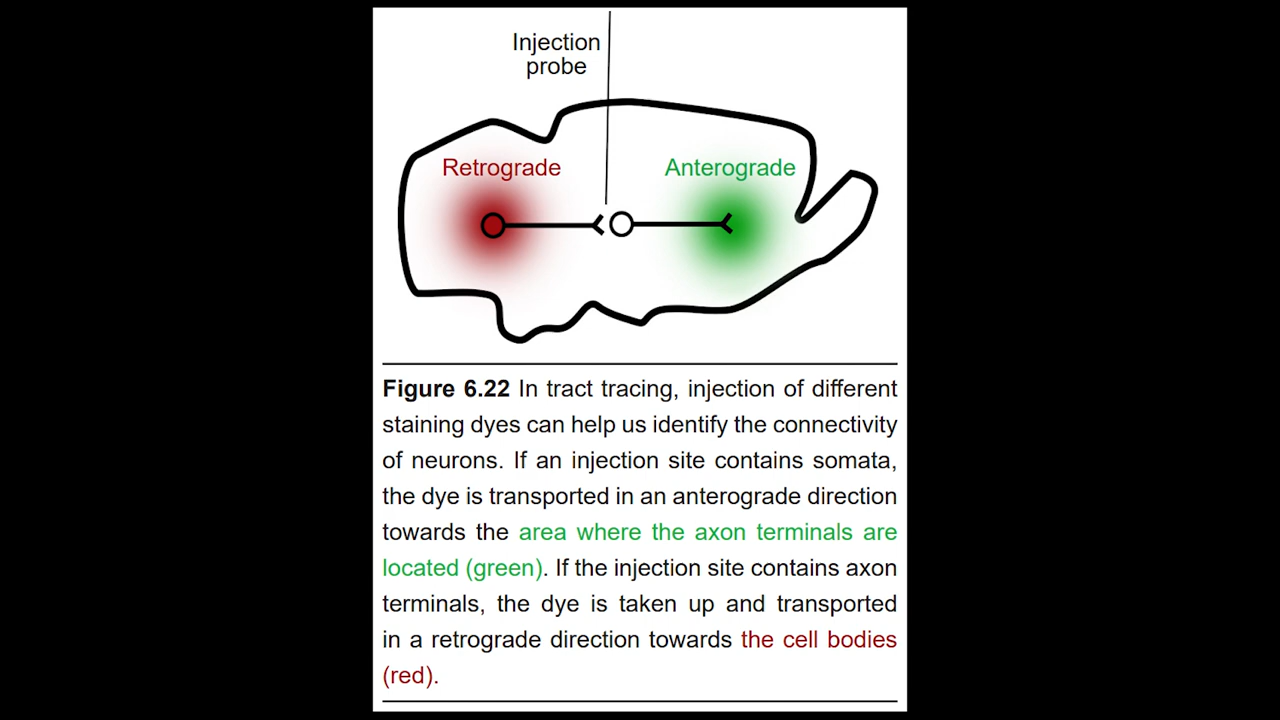 Injection
probe
Retrograde
Anterograde
Figure 6.22 In tract tracing, injection of different
staining dyes can help us identify the connectivity
of neurons. If an injection site contains somata,
the dye is transported in an anterograde direction
towards the area where the axon terminals are
located (green). If the injection site contains axon
terminals, the dye is taken up and transported
in a retrograde direction towards the cell bodies
(red).